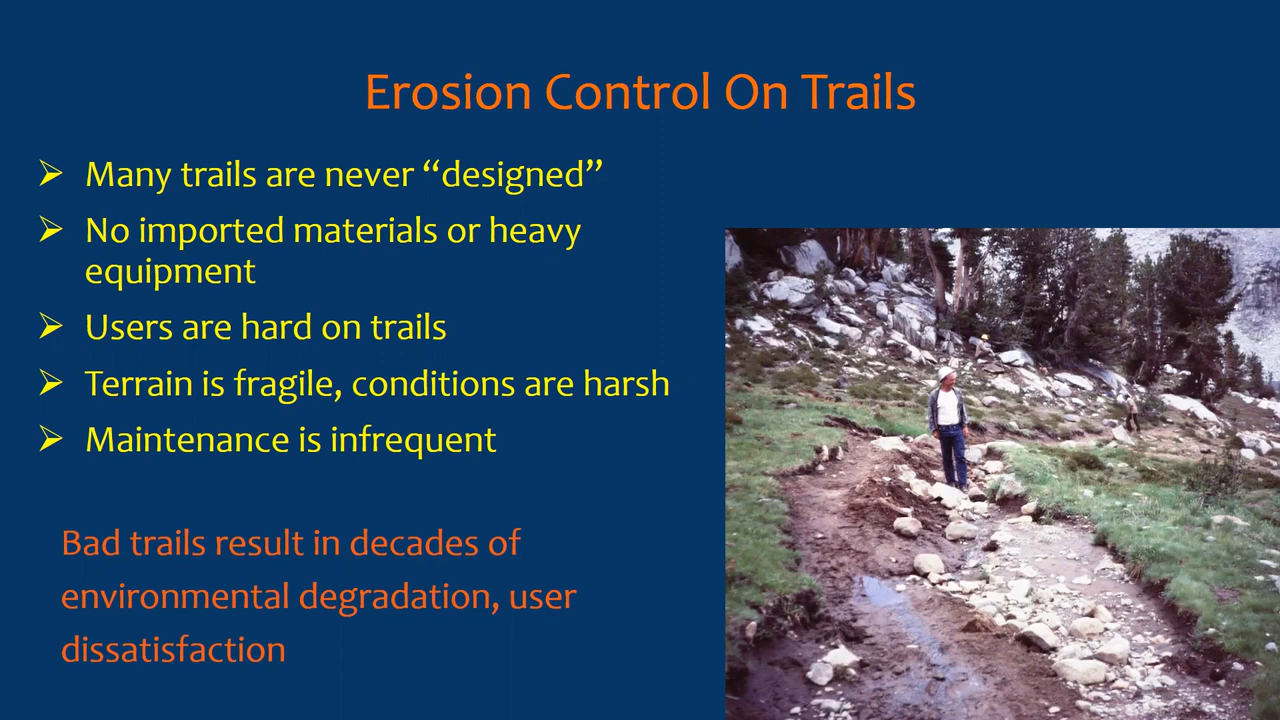 Erosion Control On Trails
Many trails are never “designed”
No imported materials or heavy
equipment
Users are hard on trails
Terrain is fragile, conditions are harsh
Maintenance is infrequent
Bad trails result in decades of
environmental degradation, user
dissatisfaction